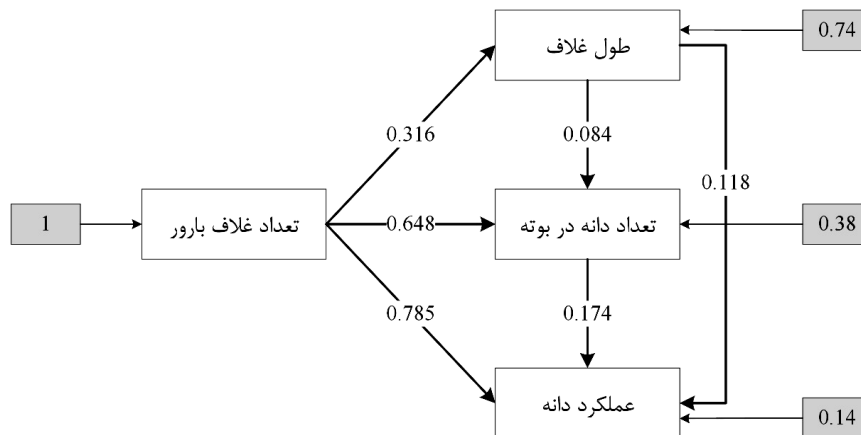 طول غلاف
0.74
0.316
0.084
0.118
1
تعداد غلاف بارور
0.648
تعداد دانه در بوته
0.38
0.785
0.174
عملکرد دانه
0.14